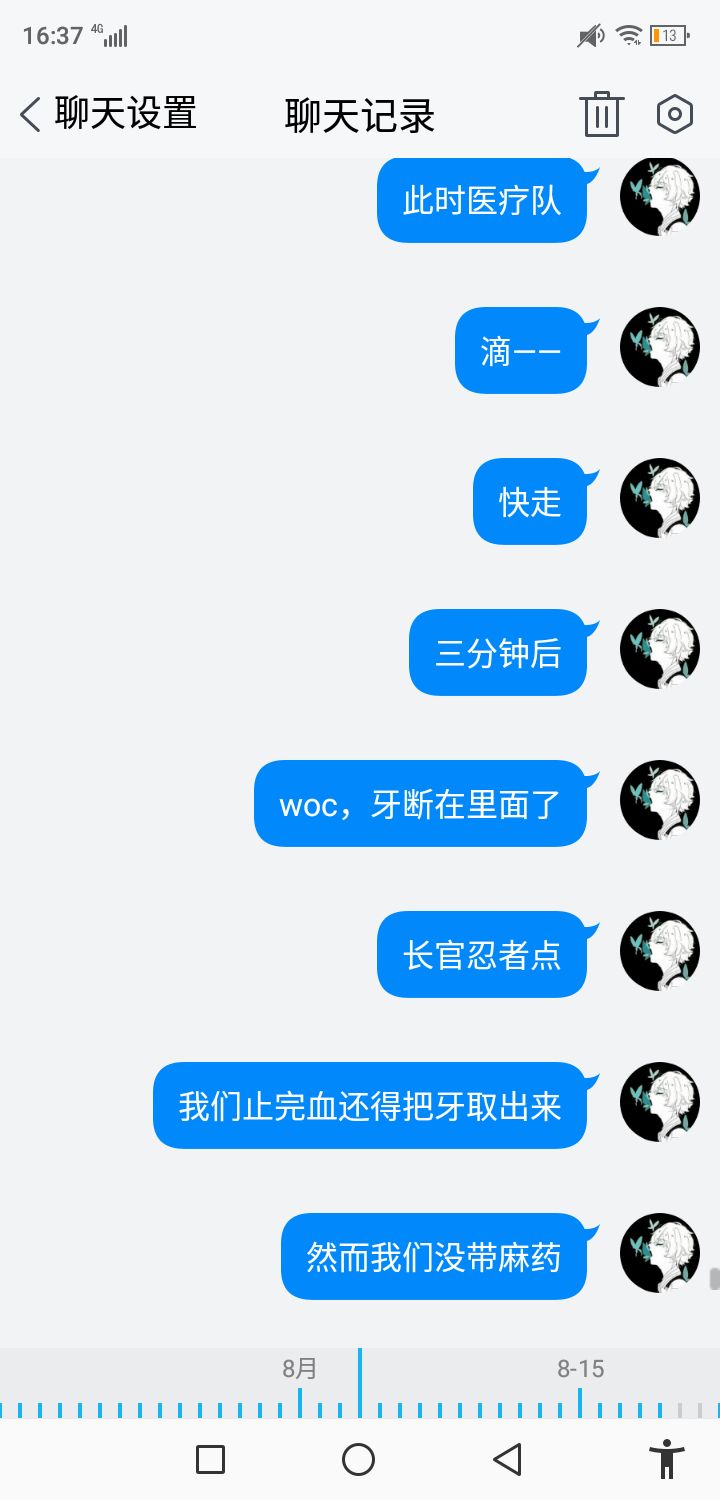 16:37 4G 13
聊天设置 聊天记录
此时医疗队
滴——
快走
三分钟后
woc，牙断在里面了
长官忍者点
我们止完血还得把牙取出来
然而我们没带麻药
8月 8-15